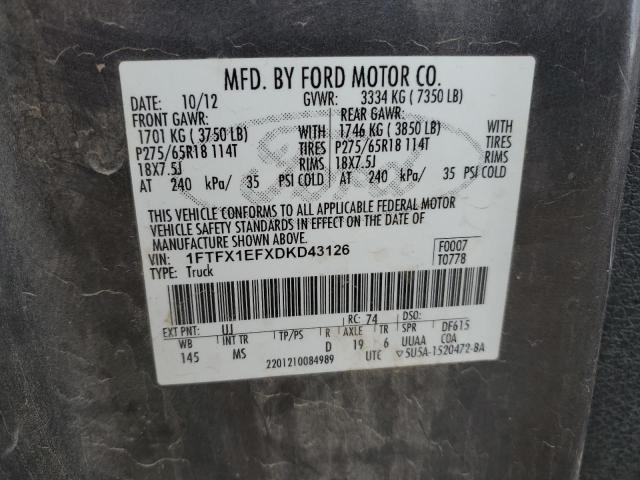 MFD. BY FORD MOTOR CO.
DATE: 10/12 GVWR: 3334 KG ( 7350 LB)
FRONT GAWR: REAR GAWR:
1701 KG ( 3750 LB) WITH 1746 KG ( 3850 LB) WITH
P275/65R18 114T TIRES P275/65R18 114T TIRES
18X7.5J RIMS 18X7.5J RIMS
AT 240 kPa/ 35 PSI COLD AT 240 kPa/ 35 PSI COLD
THIS VEHICLE CONFORMS TO ALL APPLICABLE FEDERAL MOTOR
VEHICLE SAFETY STANDARDS IN EFFECT ON THE DATE OF
MANUFACTURE SHOWN ABOVE.
VIN: 1FTFX1EFXDKD43126 F0007
TYPE: Truck T0778
EXT PNT: UJ RC: 74 DSO:
WB INT TR TP/PS R AXLE TR SPR DF615
145 MS D 19 6 UUAA COA
2201210084989 UTC 5U5A-1520472-BA
Ford